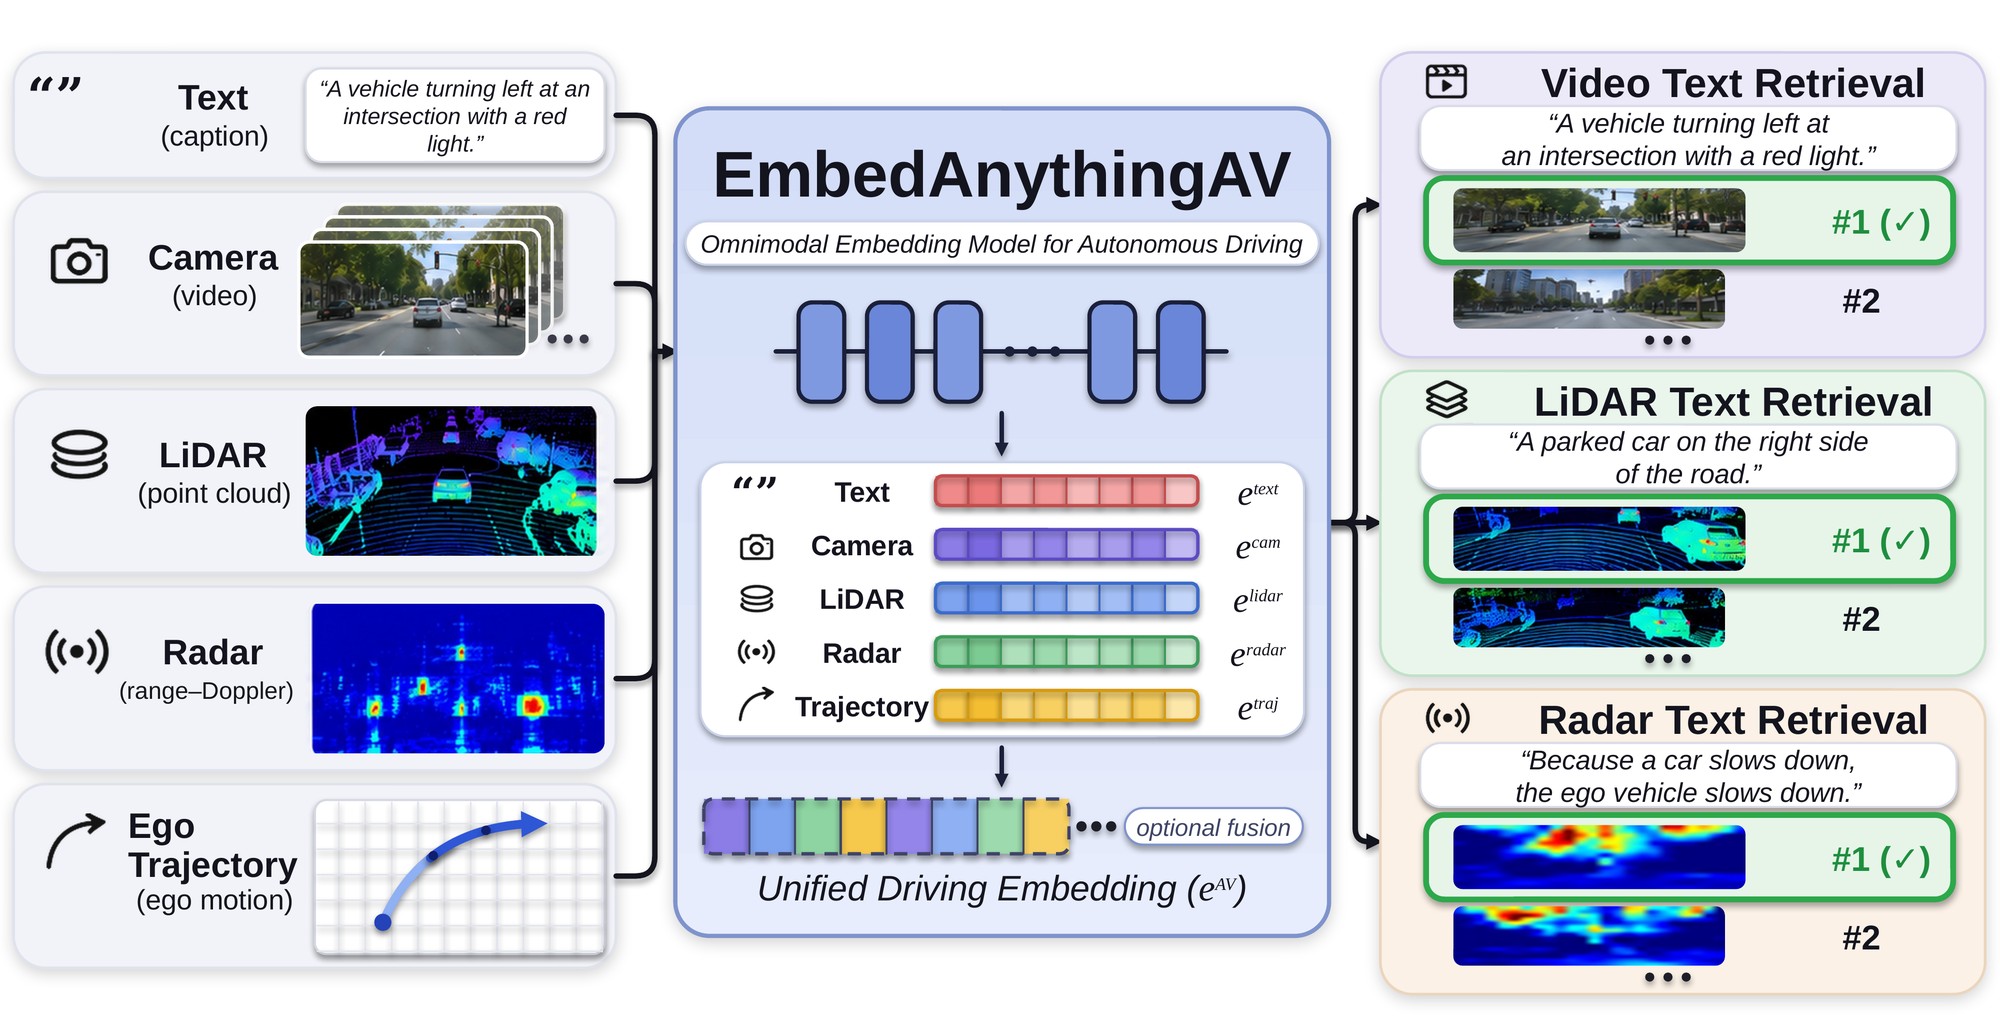 “”
Text
(caption)
“A vehicle turning left at an
intersection with a red
light.”
Camera
(video)
LiDAR
(point cloud)
Radar
(range–Doppler)
Ego
Trajectory
(ego motion)
EmbedAnythingAV
Omnimodal Embedding Model for Autonomous Driving
“” Text e^text
Camera e^cam
LiDAR e^lidar
Radar e^radar
Trajectory e^traj
optional fusion
Unified Driving Embedding (e^AV)
Video Text Retrieval
“A vehicle turning left at
an intersection with a red light.”
#1 (✓)
#2
LiDAR Text Retrieval
“A parked car on the right side
of the road.”
#1 (✓)
#2
Radar Text Retrieval
“Because a car slows down,
the ego vehicle slows down.”
#1 (✓)
#2